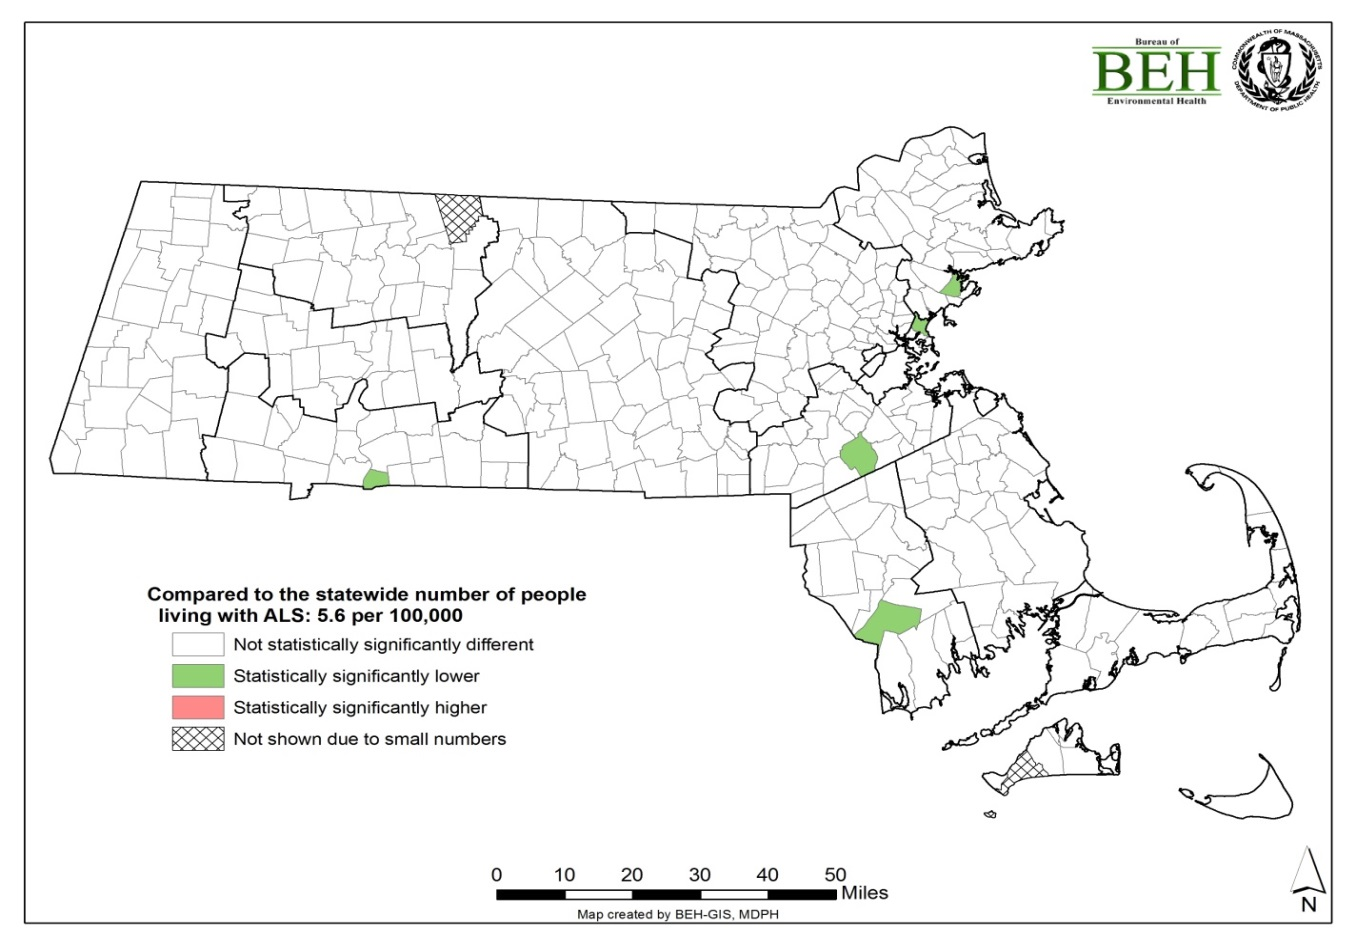 Bureau of
BEH
Environmental Health
COMMONWEALTH OF MASSACHUSETTS
DEPARTMENT OF PUBLIC HEALTH
Compared to the statewide number of people
living with ALS: 5.6 per 100,000
Not statistically significantly different
Statistically significantly lower
Statistically significantly higher
Not shown due to small numbers
0 10 20 30 40 50
Miles
Map created by BEH-GIS, MDPH
N